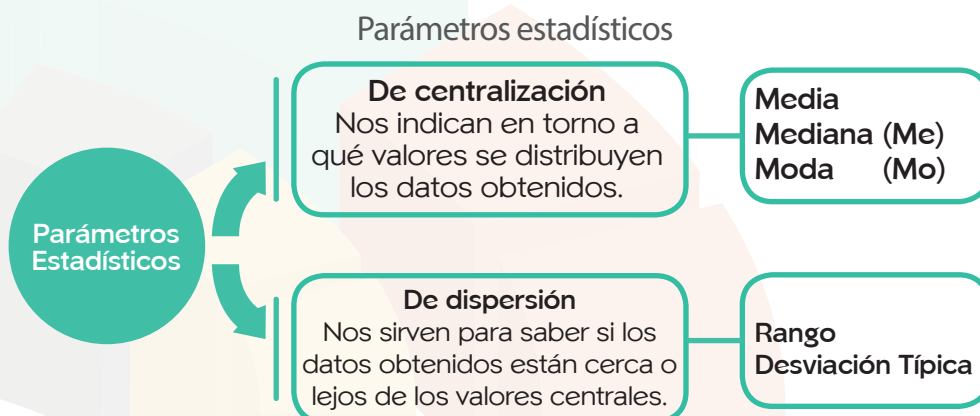 Parámetros estadísticos
De centralización
Nos indican en torno a
qué valores se distribuyen
los datos obtenidos.
Media
Mediana (Me)
Moda (Mo)
Parámetros
Estadísticos
De dispersión
Nos sirven para saber si los
datos obtenidos están cerca o
lejos de los valores centrales.
Rango
Desviación Típica